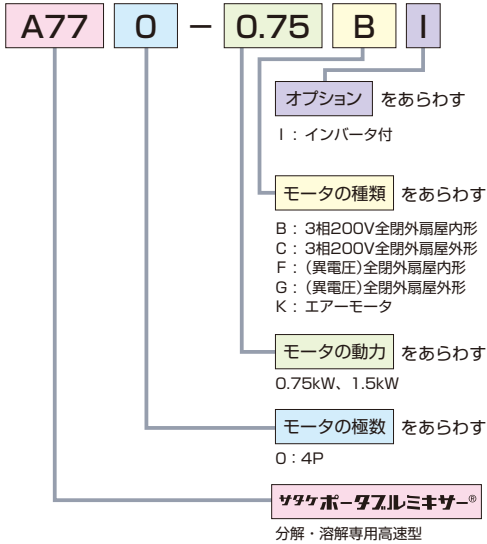 A77 0 － 0.75 B I
オプション をあらわす
I : インバータ付
モータの種類 をあらわす
B : 3相200V全閉外扇屋内形
C : 3相200V全閉外扇屋外形
F : (異電圧)全閉外扇屋内形
G : (異電圧)全閉外扇屋外形
K : エアーモータ
モータの動力 をあらわす
0.75kW、1.5kW
モータの極数 をあらわす
0：4P
サタケポータブルミキサー®
分解・溶解専用高速型